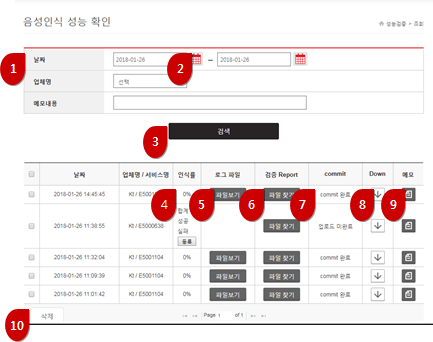 음성인식 성능 확인
성능검증 > 조회
1 날짜 2018-01-26 2 – 2018-01-26
업체명 선택
메모내용
3 검색
날짜 업체명 / 서비스명 인식률 로그 파일 검증 Report commit Down 메모
2018-01-26 14:45:45 Kt / E5001104 4 0% 5 파일보기 6 파일 찾기 7 commit 완료 8 9
2018-01-26 11:38:55 Kt / E5000638 합계 성공 실패 등록 파일 찾기 업로드 미완료
2018-01-26 11:32:04 Kt / E5001104 0% 파일보기 파일 찾기 commit 완료
2018-01-26 11:09:39 Kt / E5001104 0% 파일보기 파일 찾기 commit 완료
2018-01-26 11:01:42 Kt / E5001104 0% 파일보기 파일 찾기 commit 완료
10 삭제 Page 1 of 1